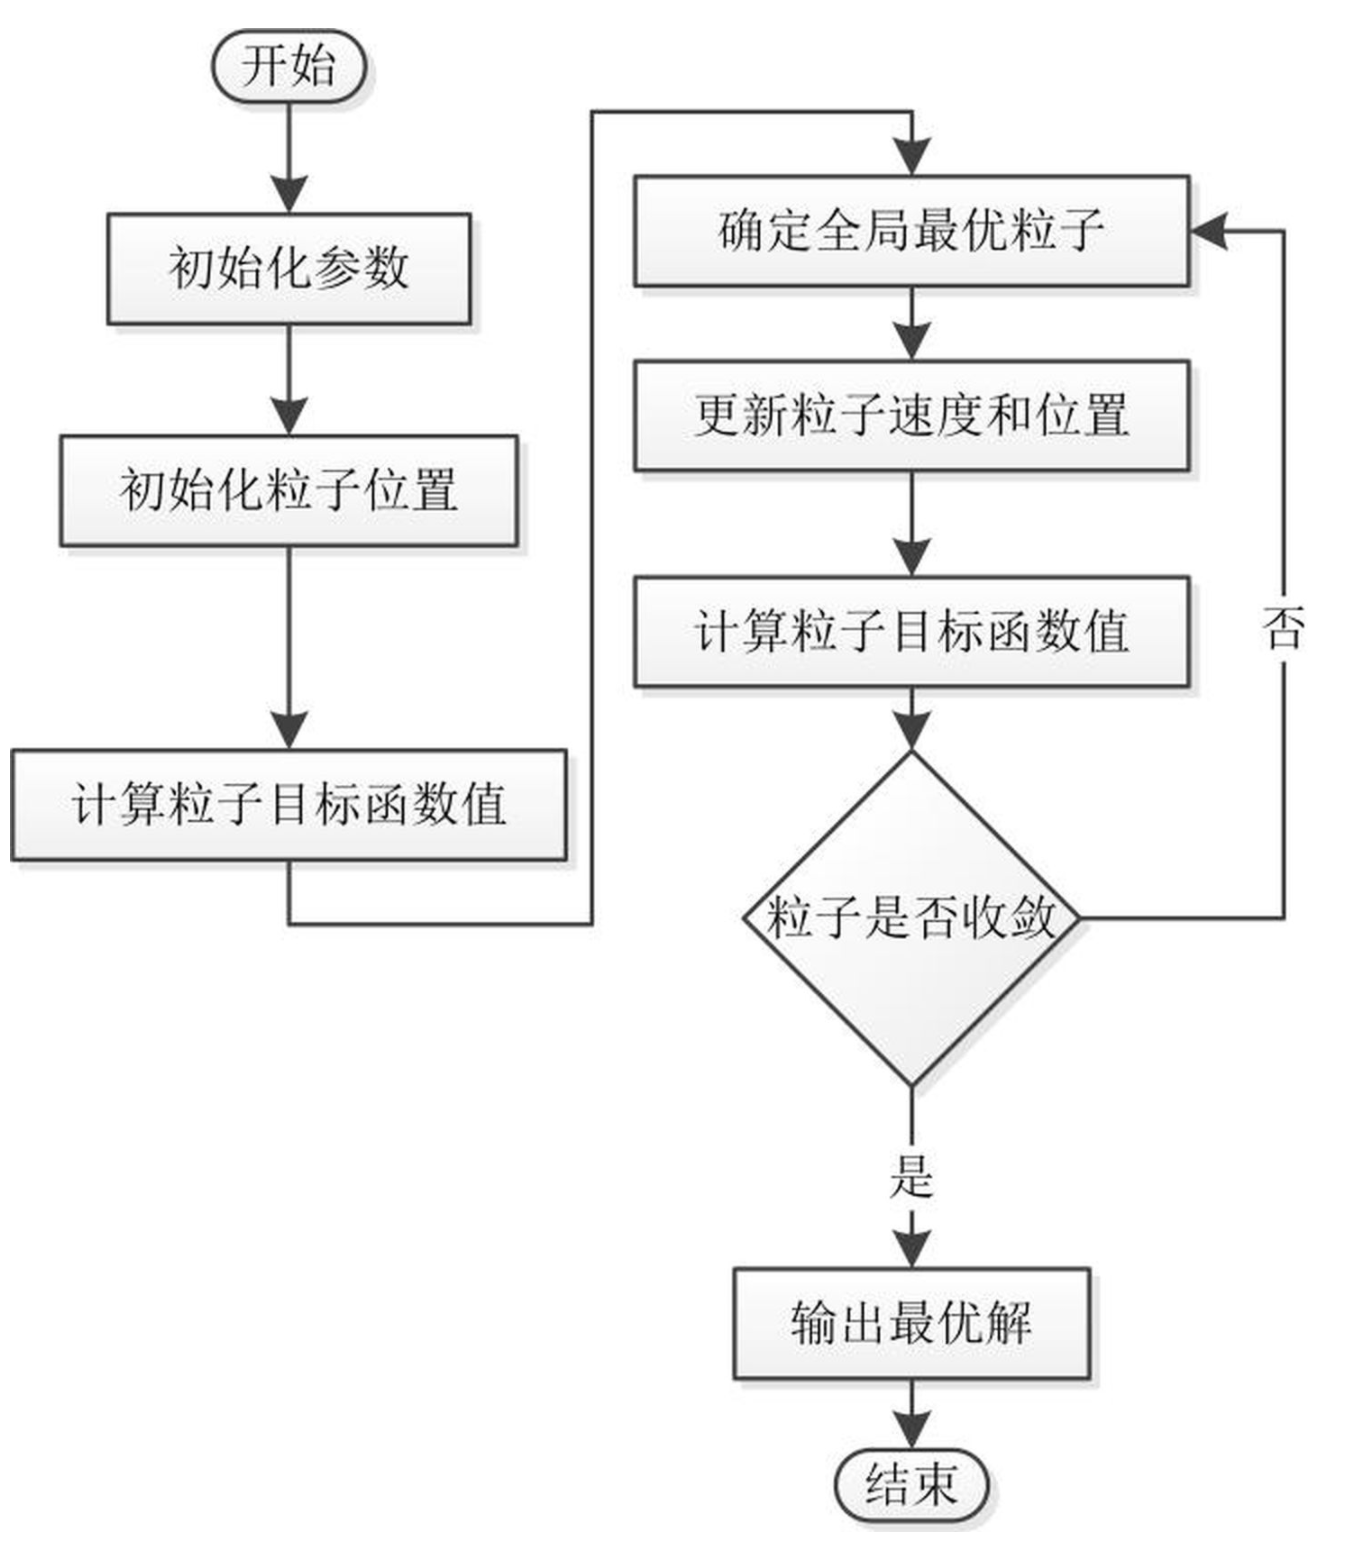 开始
初始化参数
初始化粒子位置
计算粒子目标函数值
确定全局最优粒子
更新粒子速度和位置
计算粒子目标函数值
否
粒子是否收敛
是
输出最优解
结束